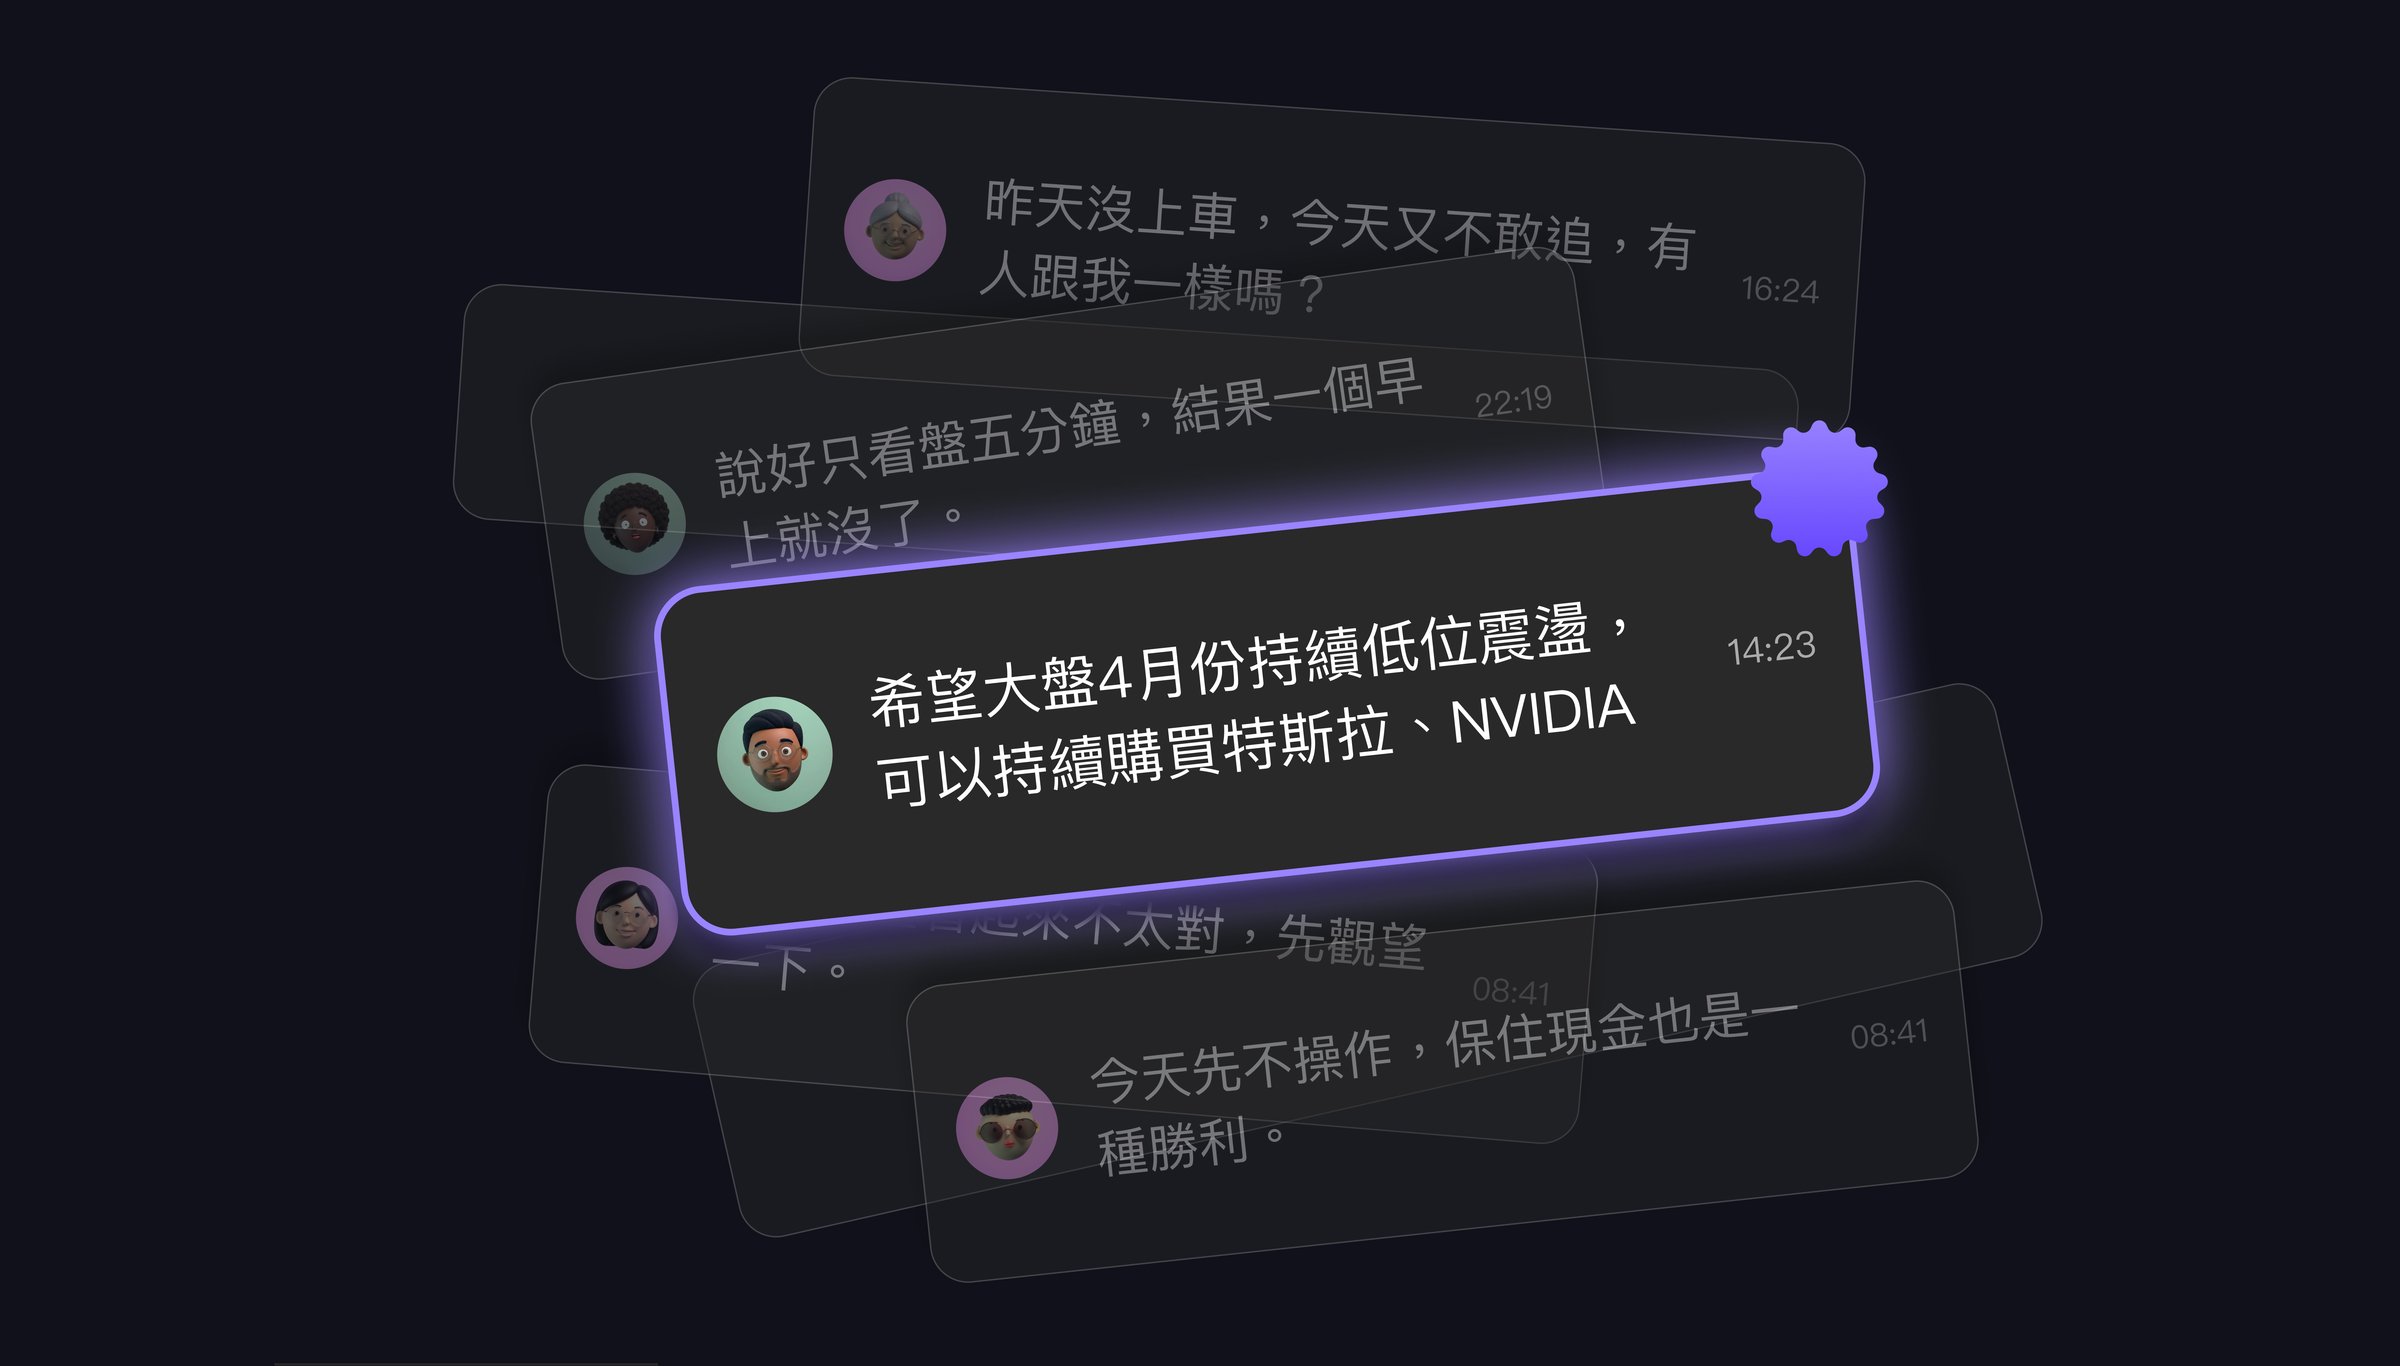 昨天沒上車，今天又不敢追，有
人跟我一樣嗎？
16:24
說好只看盤五分鐘，結果一個早
上就沒了。
22:19
希望大盤4月份持續低位震盪，
可以持續購買特斯拉、NVIDIA
14:23
起來不太對，先觀望
一下。
08:41
今天先不操作，保住現金也是一
種勝利。
08:41